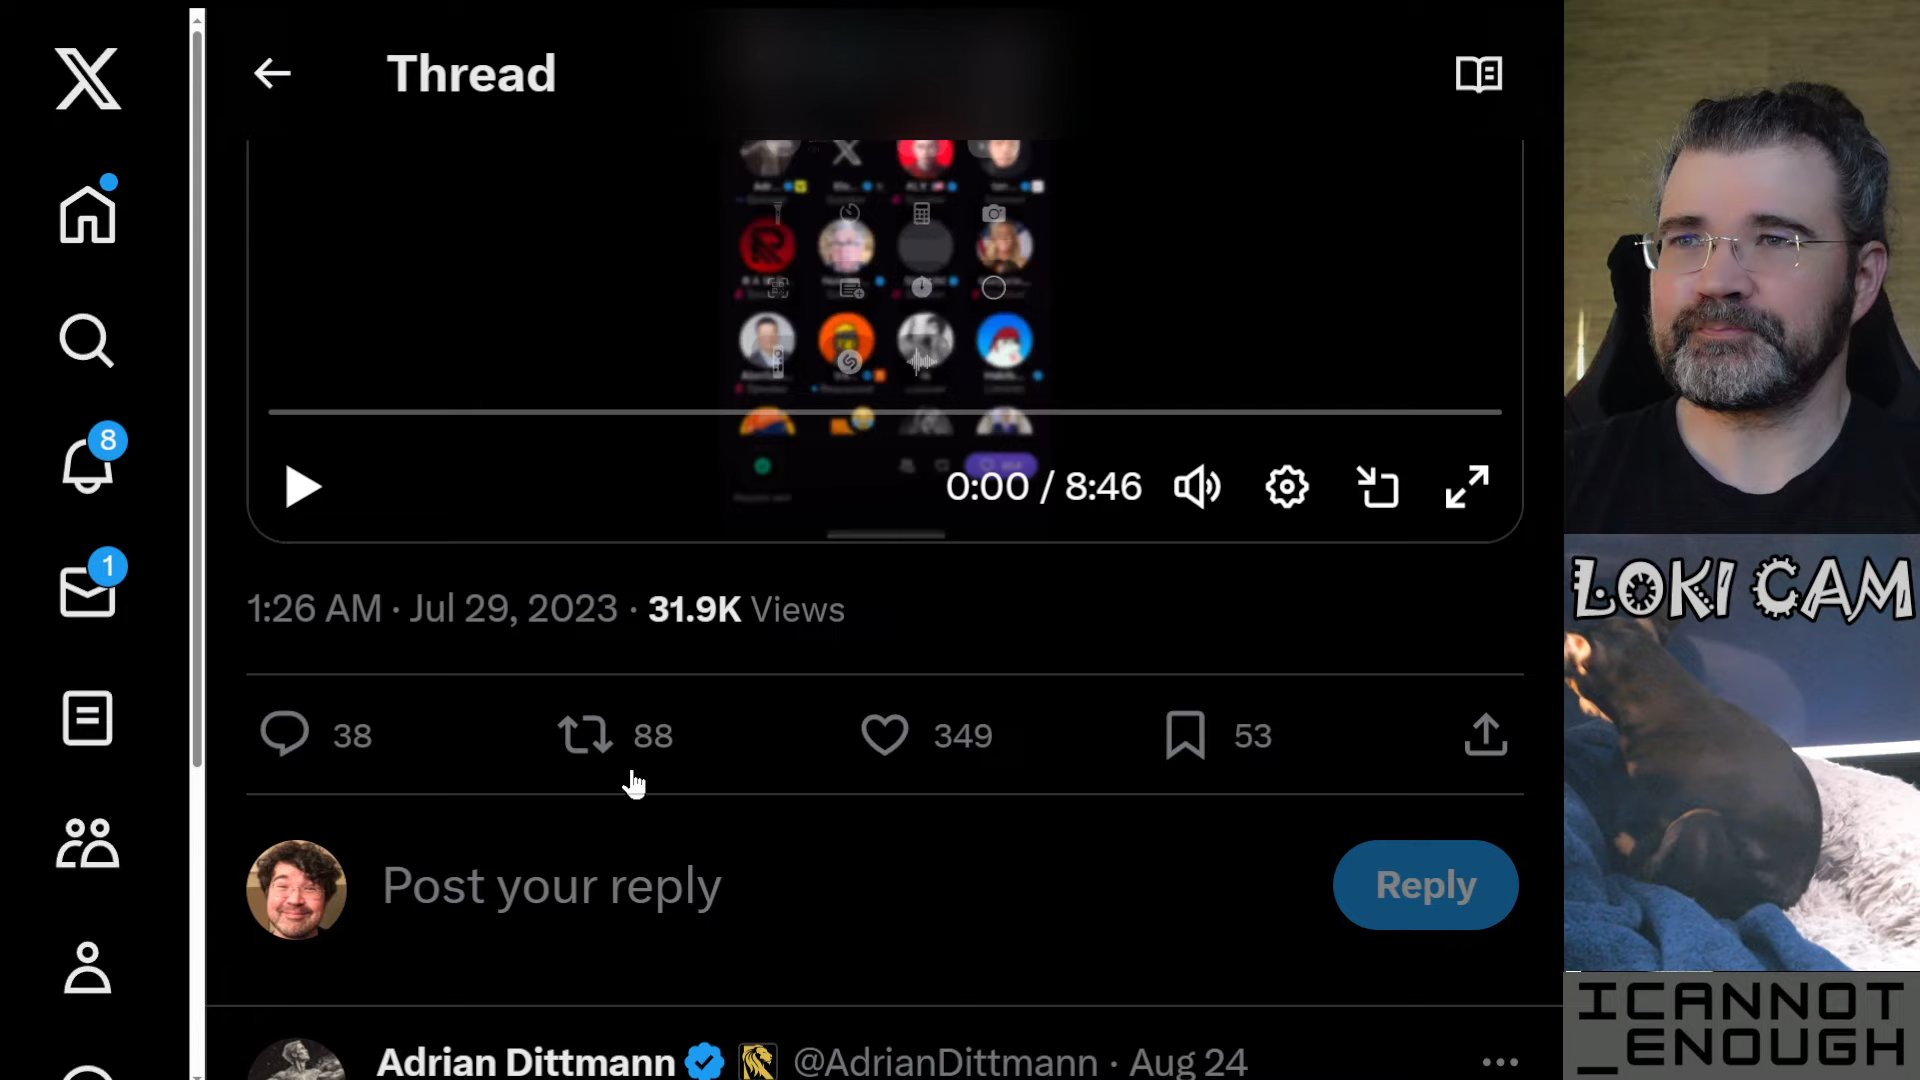 Thread
8
1
0:00 / 8:46
1:26 AM · Jul 29, 2023 · 31.9K Views
38 88 349 53
Post your reply
Reply
Adrian Dittmann @AdrianDittmann · Aug 24
LOKI CAM
ICANNOT
_ENOUGH